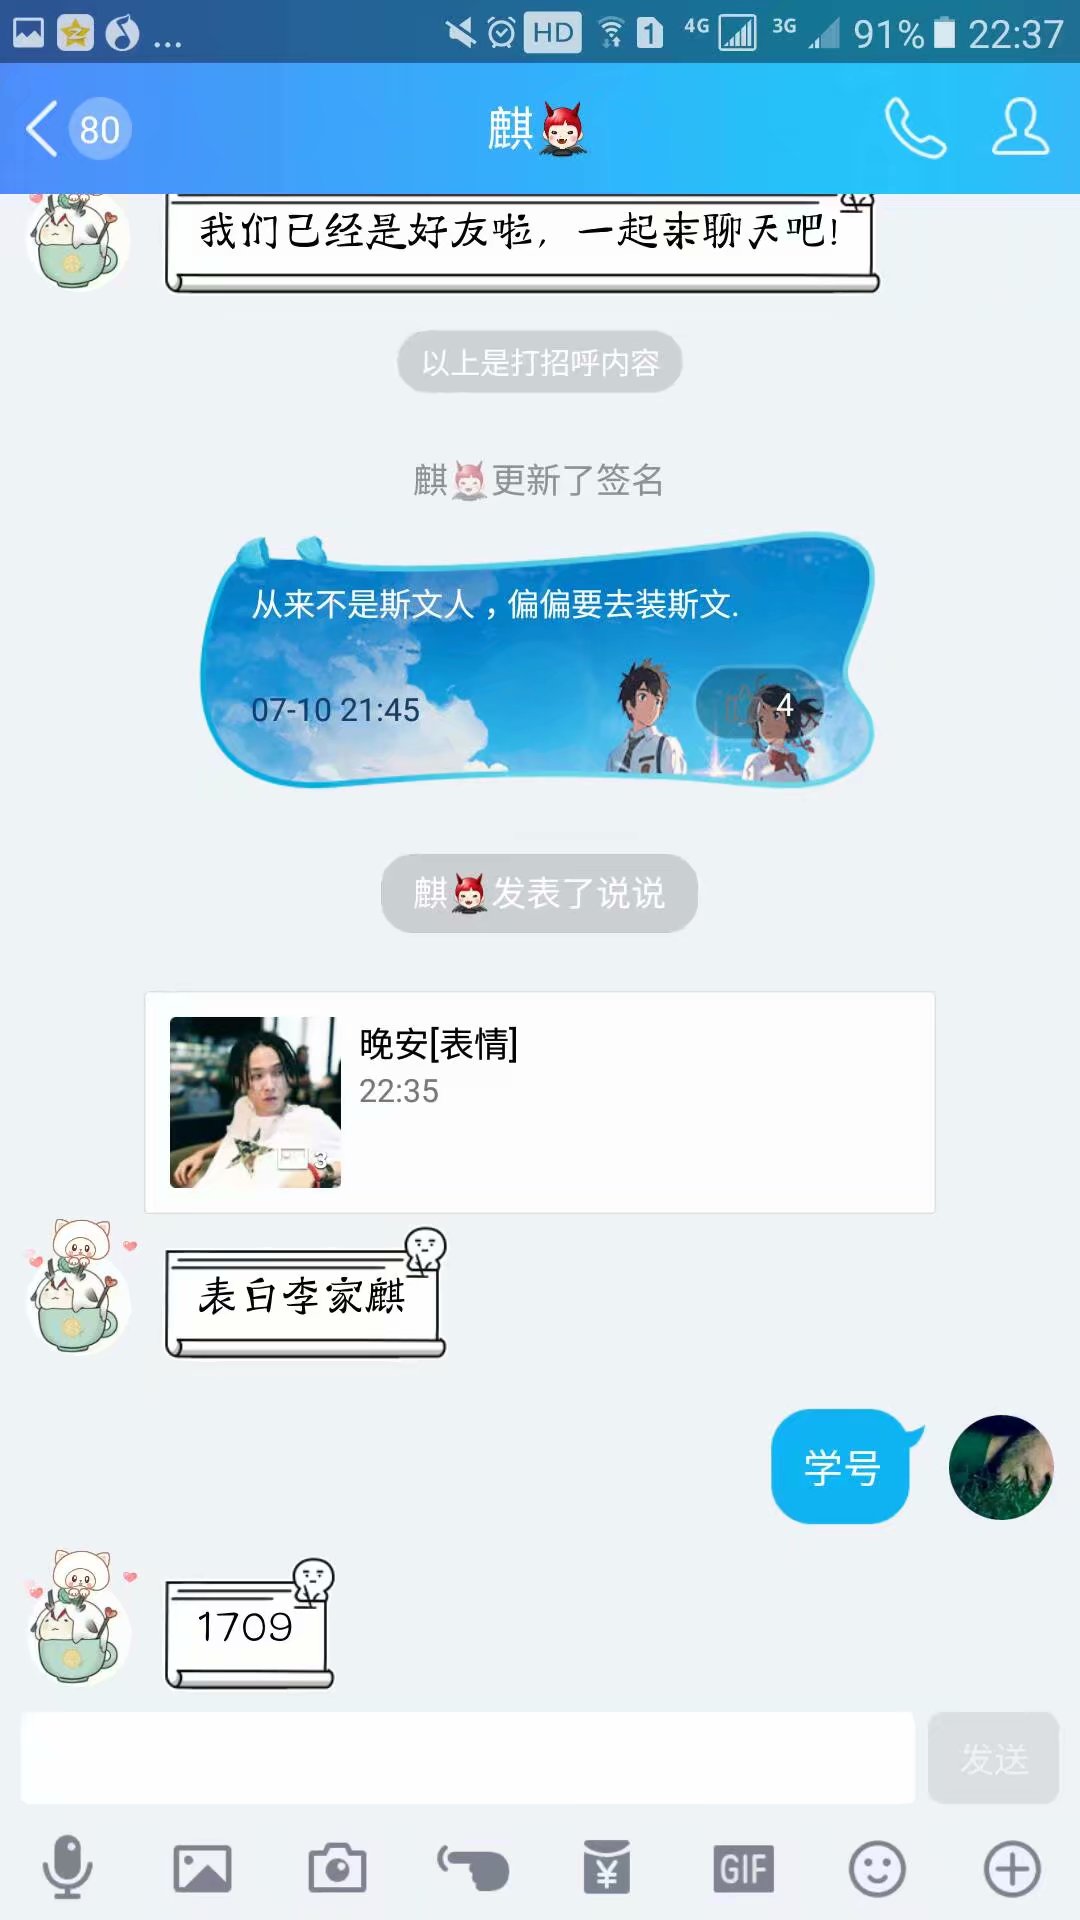 ... HD 1 4G 3G 91% 22:37
80 麒
我们已经是好友啦，一起来聊天吧!
以上是打招呼内容
麒更新了签名
从来不是斯文人，偏偏要去装斯文.
07-10 21:45 4
麒发表了说说
晚安[表情]
22:35
3
表白李家麒
学号
1709
发送
¥ GIF